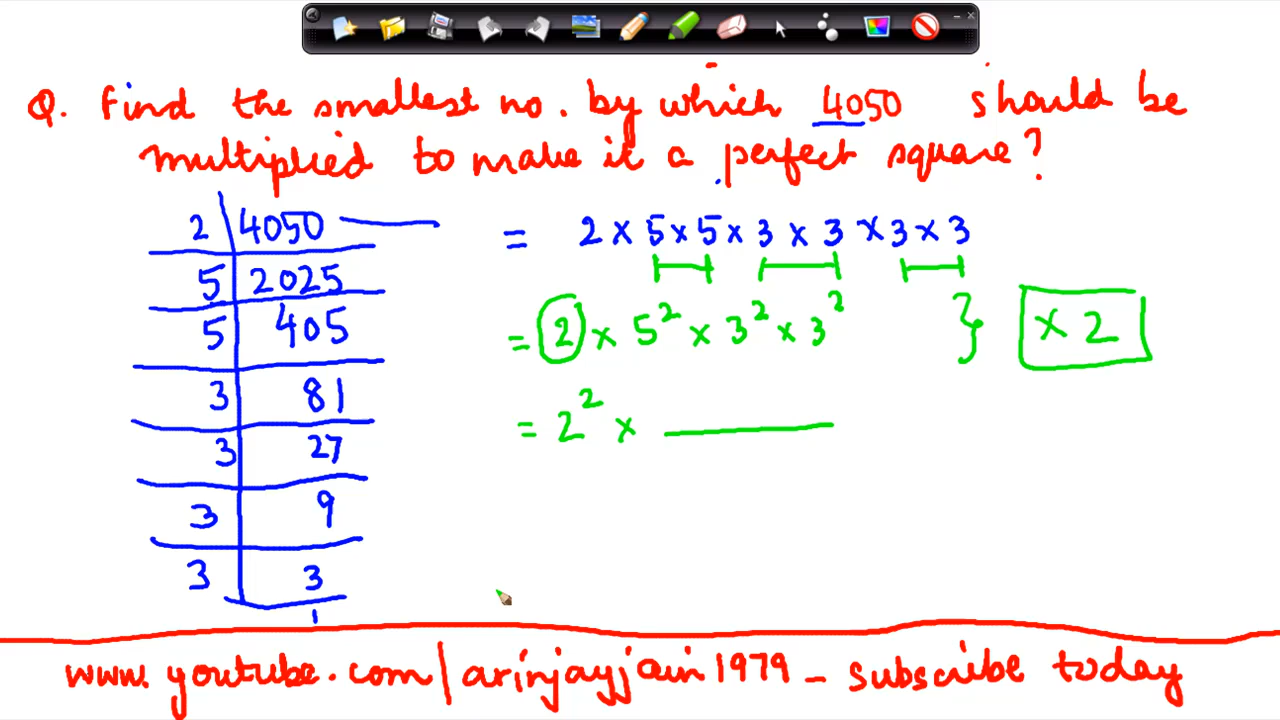 Q. Find the smallest no. by which 4050 should be
multiplied to make it a perfect square?
2 | 4050
5 | 2025
5 | 405
3 | 81
3 | 27
3 | 9
3 | 3
1
= 2 × 5 × 5 × 3 × 3 × 3 × 3
= 2 × 5² × 3² × 3² } × 2
= 2² ×
www.youtube.com/arinjayjain1979 - subscribe today